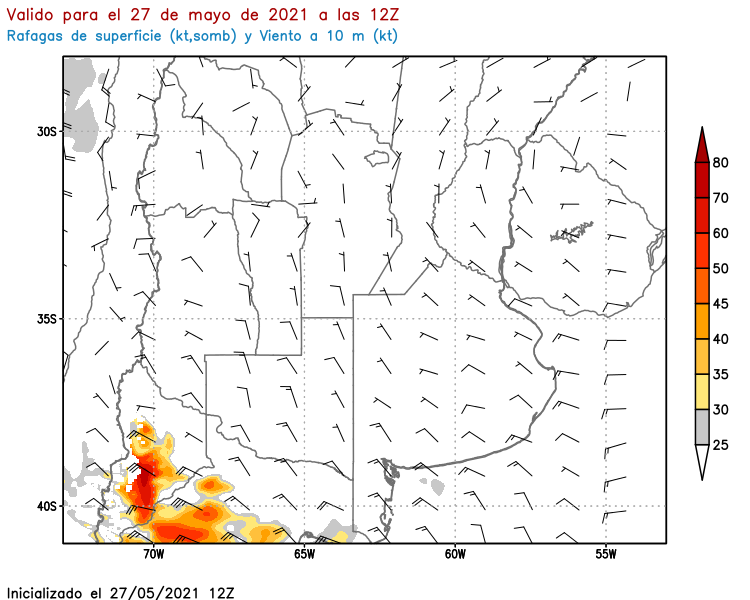 Valido para el 27 de mayo de 2021 a las 12Z
Rafagas de superficie (kt,somb) y Viento a 10 m (kt)
30S
35S
40S
70W
65W
60W
55W
80
70
60
50
45
40
35
30
25
Inicializado el 27/05/2021 12Z